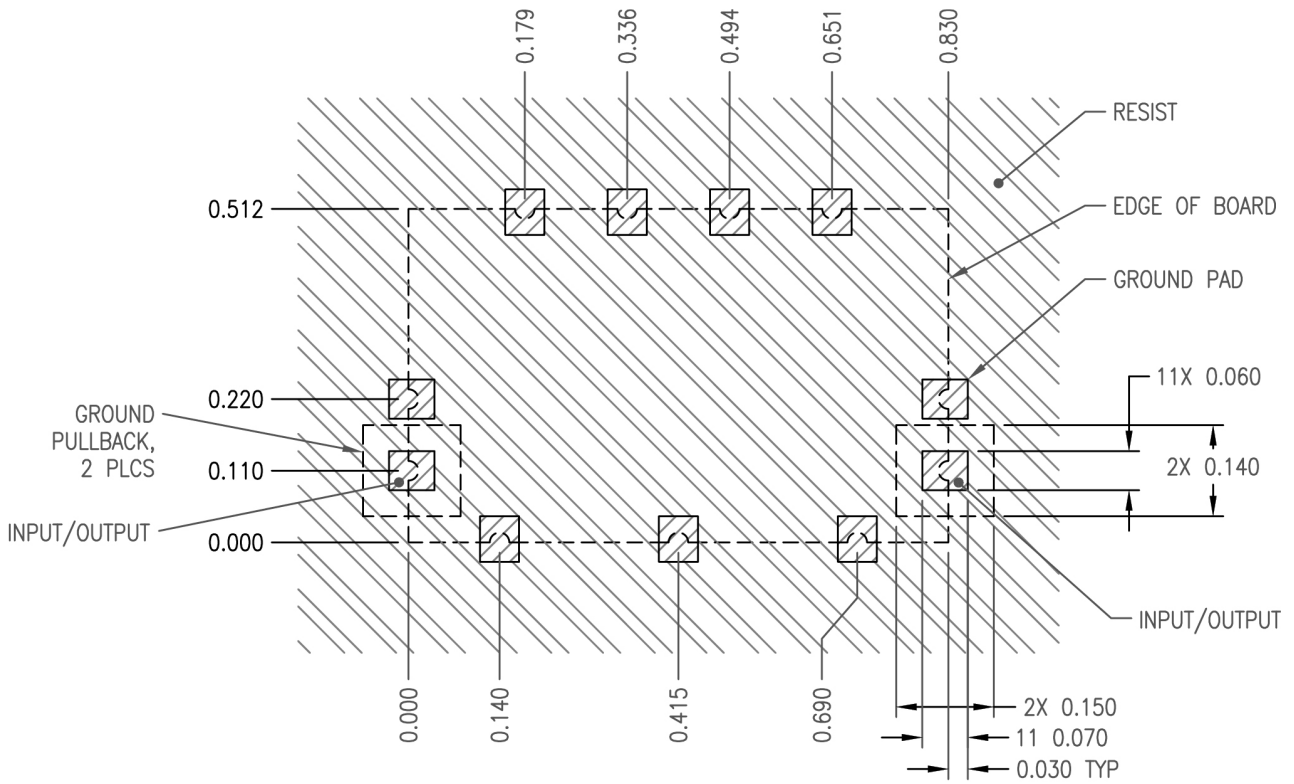 0.179
0.336
0.494
0.651
0.830
RESIST
0.512
EDGE OF BOARD
GROUND PAD
11X 0.060
0.220
GROUND
PULLBACK,
2 PLCS
0.110
2X 0.140
INPUT/OUTPUT
0.000
INPUT/OUTPUT
0.000
0.140
0.415
0.690
2X 0.150
11 0.070
0.030 TYP